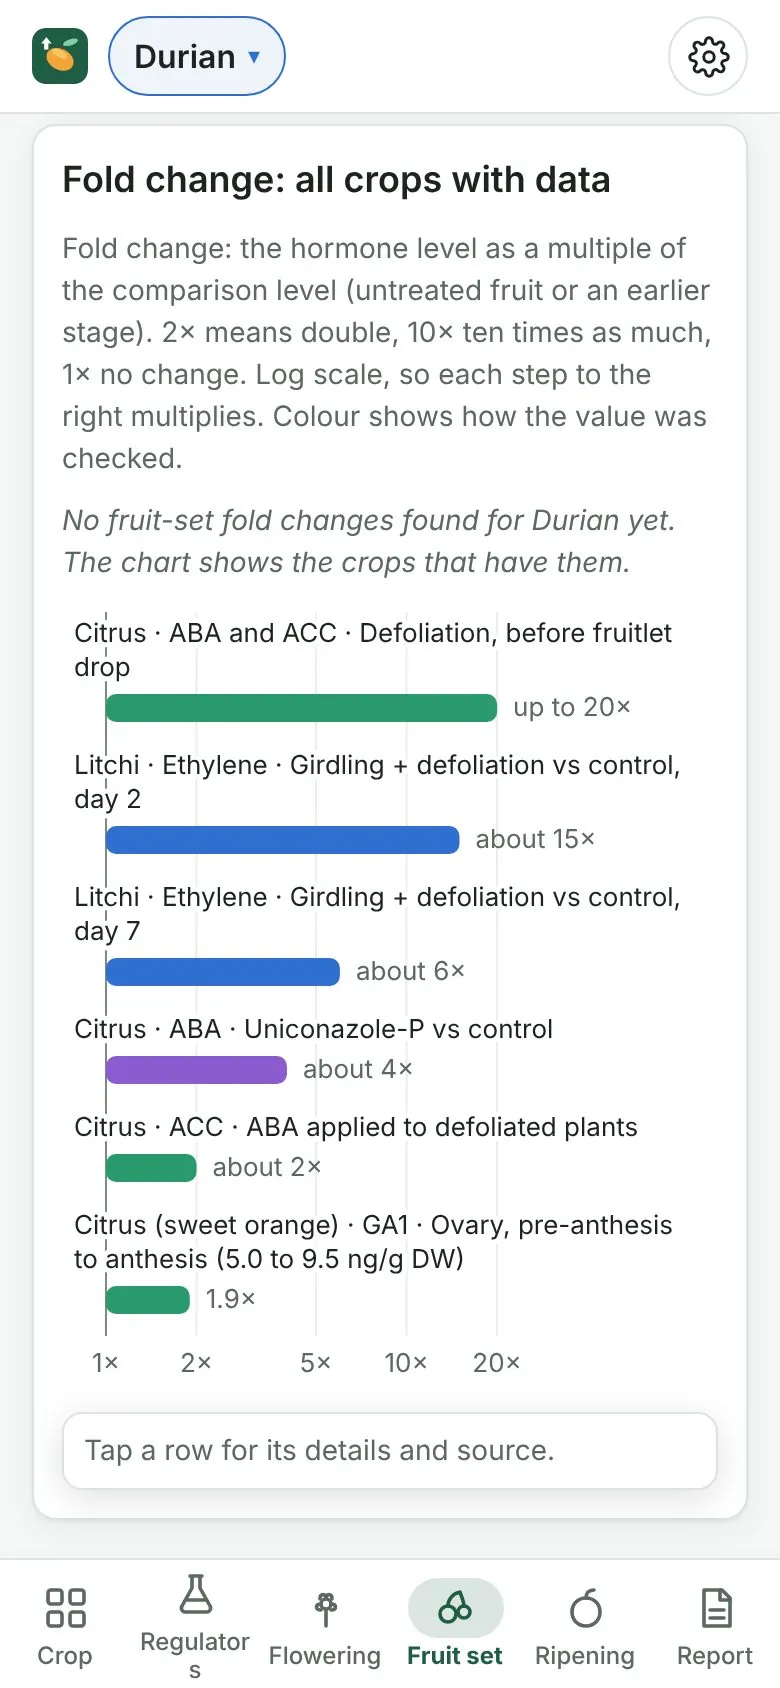 Durian ▾
Fold change: all crops with data
Fold change: the hormone level as a multiple of
the comparison level (untreated fruit or an earlier
stage). 2× means double, 10× ten times as much,
1× no change. Log scale, so each step to the
right multiplies. Colour shows how the value was
checked.
No fruit-set fold changes found for Durian yet.
The chart shows the crops that have them.
Citrus · ABA and ACC · Defoliation, before fruitlet
drop
up to 20×
Litchi · Ethylene · Girdling + defoliation vs control,
day 2
about 15×
Litchi · Ethylene · Girdling + defoliation vs control,
day 7
about 6×
Citrus · ABA · Uniconazole-P vs control
about 4×
Citrus · ACC · ABA applied to defoliated plants
about 2×
Citrus (sweet orange) · GA1 · Ovary, pre-anthesis
to anthesis (5.0 to 9.5 ng/g DW)
1.9×
1× 2× 5× 10× 20×
Tap a row for its details and source.
Crop
Regulator
s
Flowering
Fruit set
Ripening
Report